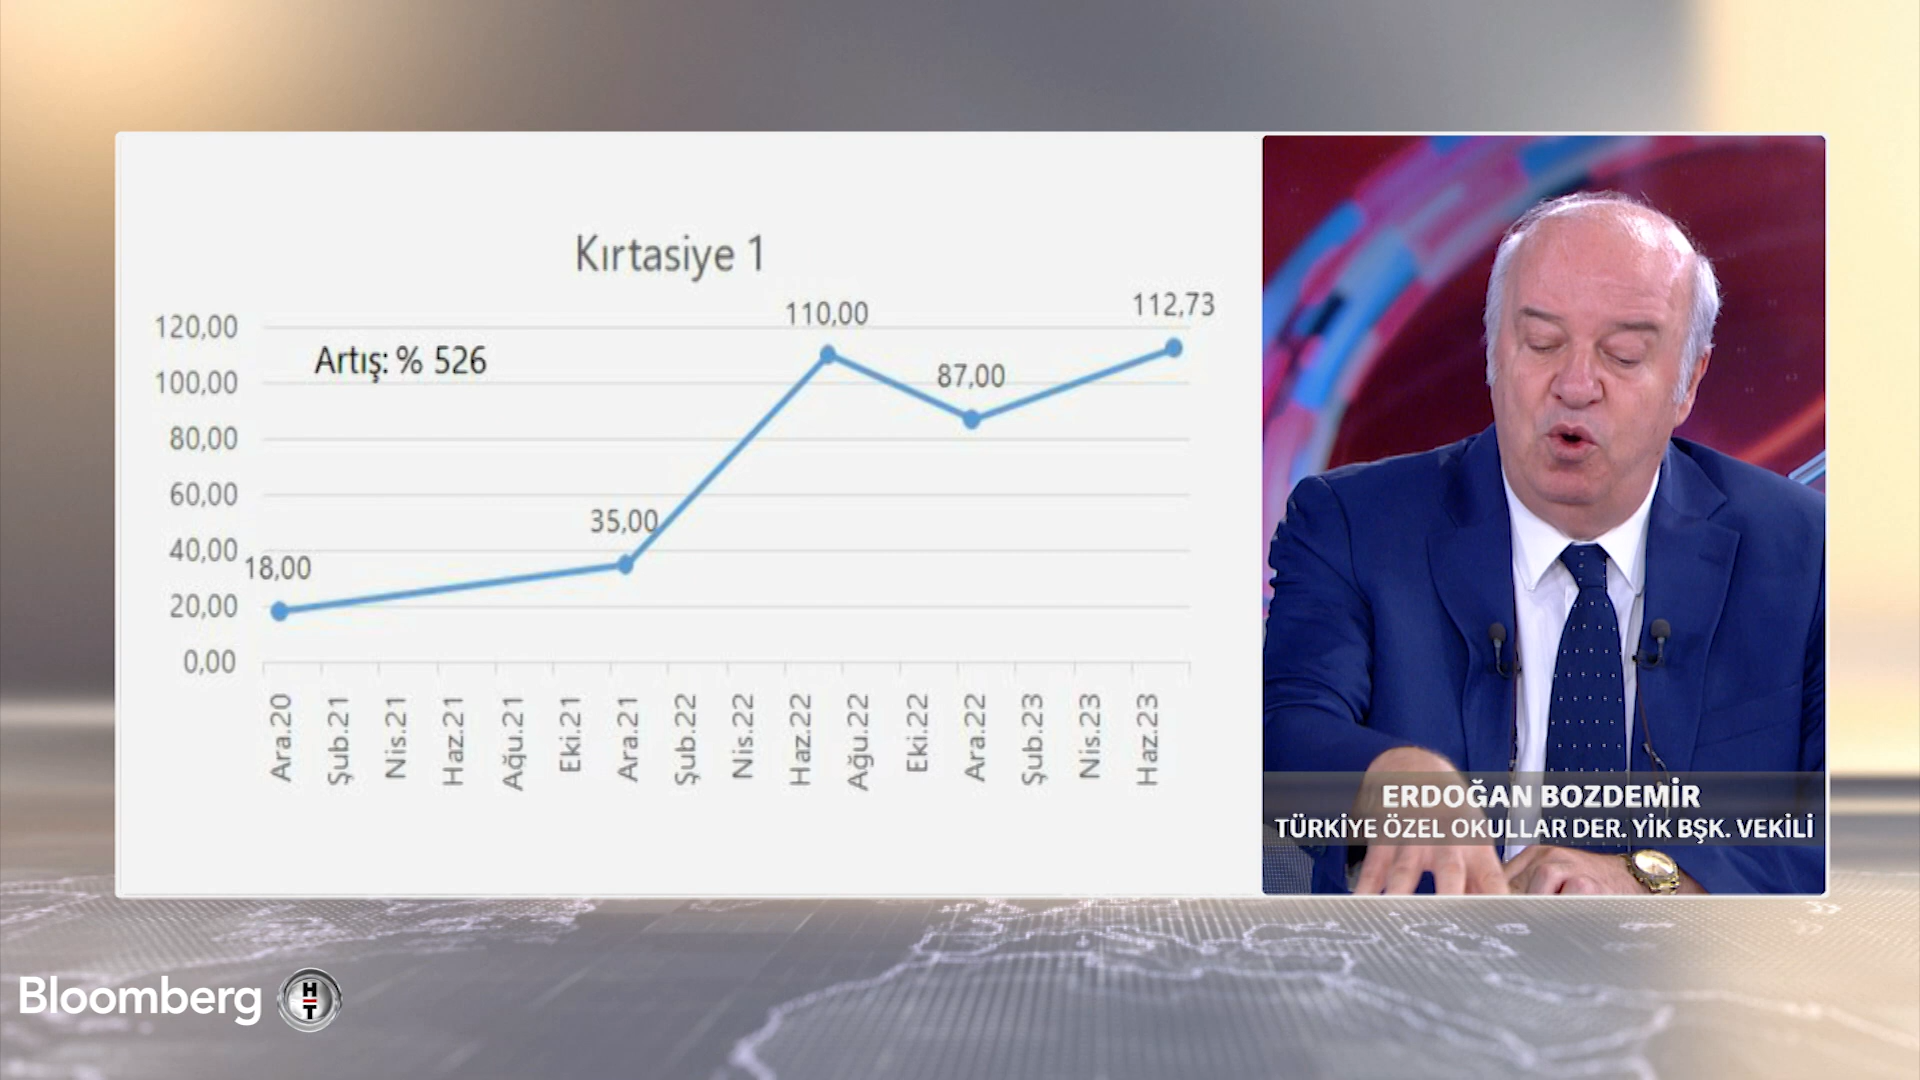 Kırtasiye 1
Artış: % 526
120,00
100,00
80,00
60,00
40,00
20,00
0,00
18,00
35,00
110,00
87,00
112,73
Ara.20
Şub.21
Nis.21
Haz.21
Ağu.21
Eki.21
Ara.21
Şub.22
Nis.22
Haz.22
Ağu.22
Eki.22
Ara.22
Şub.23
Nis.23
Haz.23
ERDOĞAN BOZDEMİR
TÜRKİYE ÖZEL OKULLAR DER. YİK BŞK. VEKİLİ
Bloomberg HT